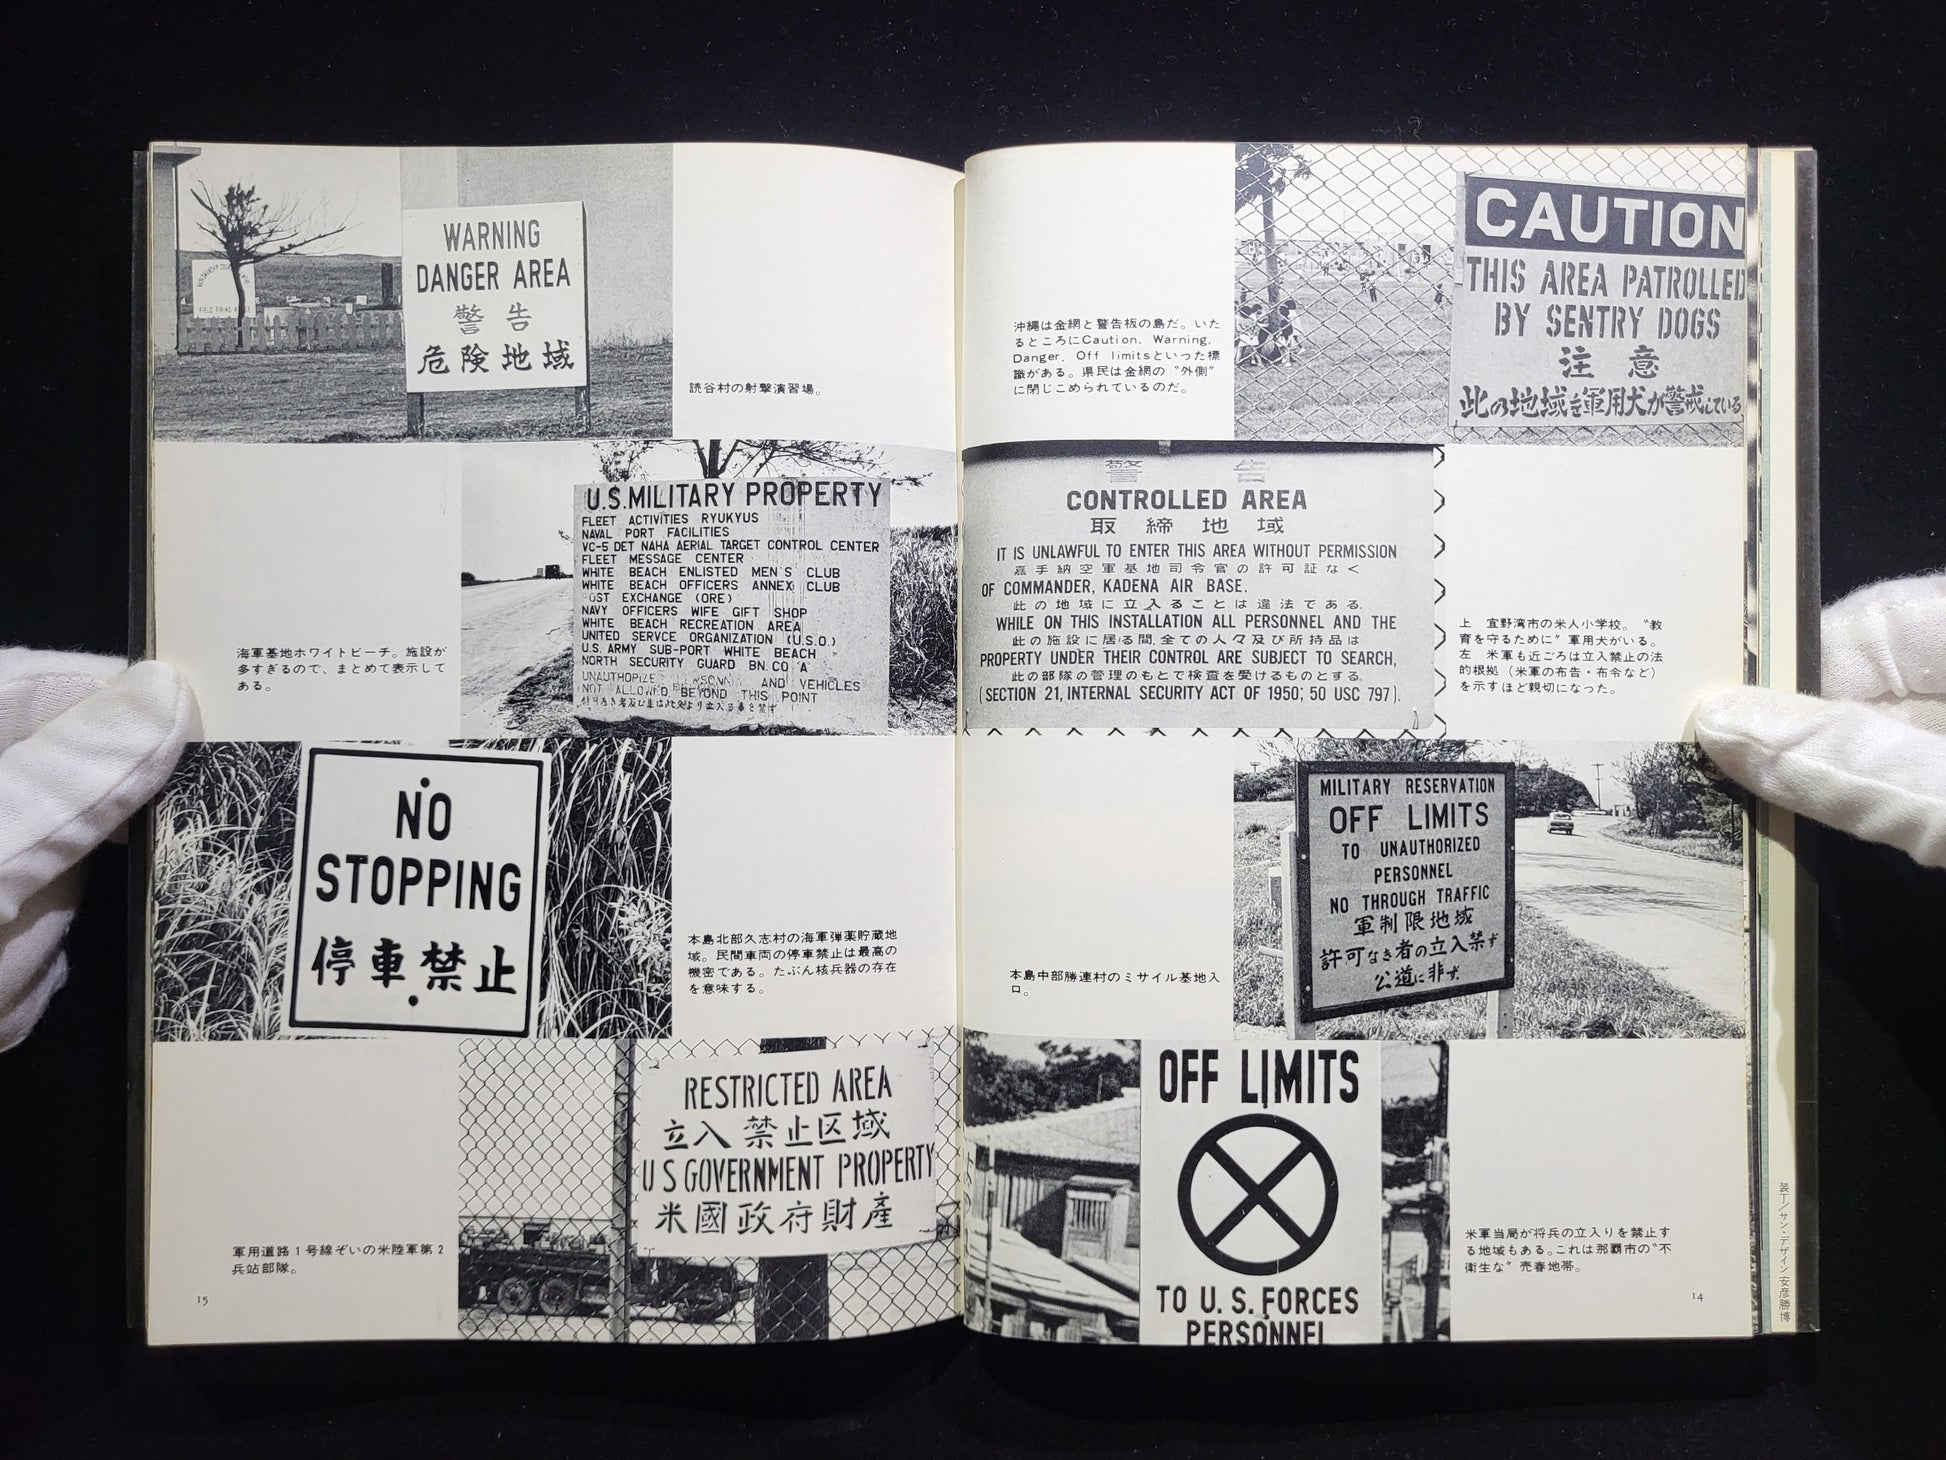 沖縄は金網と警告板の島だ。いた
るところにCaution、Warning、
Danger、Off limitsといった標
識がある。県民は金網の〝外側〟
に閉じこめられているのだ。
CAUTION
THIS AREA PATROLLED
BY SENTRY DOGS
注意
此の地域を軍用犬が警戒している
警告
CONTROLLED AREA
取締地域
IT IS UNLAWFUL TO ENTER THIS AREA WITHOUT PERMISSION
嘉手納空軍基地司令官の許可証なく
OF COMMANDER, KADENA AIR BASE.
此の地域に立入ることは違法である
WHILE ON THIS INSTALLATION ALL PERSONNEL AND THE
此の施設に居る間全ての人々及び所持品は
PROPERTY UNDER THEIR CONTROL ARE SUBJECT TO SEARCH,
此の部隊の管理のもとで検査を受けるものとする
(SECTION 21, INTERNAL SECURITY ACT OF 1950; 50 USC 797).
上 宜野湾市の米人小学校。〝教
育を守るために〟軍用犬がいる。
左 米軍も近ごろは立入禁止の法
的根拠（米軍の布告・布令など）
を示すほど親切になった。
本島中部勝連村のミサイル基地入
口。
MILITARY RESERVATION
OFF LIMITS
TO UNAUTHORIZED
PERSONNEL
NO THROUGH TRAFFIC
軍制限地域
許可なき者の立入禁ず
公道に非ず
OFF LIMITS
TO U.S. FORCES
PERSONNEL
米軍当局が将兵の立入りを禁止す
る地域もある。これは那覇市の〝不
衛生な〟売春地帯。
14
装丁/サン・デザイン 安彦勝博
FIELD FIRING RANGE
WARNING
DANGER AREA
警告
危険地域
読谷村の射撃演習場。
海軍基地ホワイトビーチ。施設が
多すぎるので、まとめて表示して
ある。
U.S. MILITARY PROPERTY
FLEET ACTIVITIES RYUKYUS
NAVAL PORT FACILITIES
VC-5 DET NAHA AERIAL TARGET CONTROL CENTER
FLEET MESSAGE CENTER
WHITE BEACH ENLISTED MEN'S CLUB
WHITE BEACH OFFICERS ANNEX CLUB
POST EXCHANGE (ORE)
NAVY OFFICERS WIFE GIFT SHOP
WHITE BEACH RECREATION AREA
UNITED SERVCE ORGANIZATION (U.S.O.)
U.S. ARMY SUB-PORT WHITE BEACH
NORTH SECURITY GUARD BN. CO 'A'
AND VEHICLES
NOT ALLOWED BEYOND THIS POINT
NO
STOPPING
停車禁止
本島北部久志村の海軍弾薬貯蔵地
域。民間車両の停車禁止は最高の
機密である。たぶん核兵器の存在
を意味する。
軍用道路1号線ぞいの米陸軍第2
兵站部隊。
RESTRICTED AREA
立入禁止区域
U S GOVERNMENT PROPERTY
米國政府財産
15